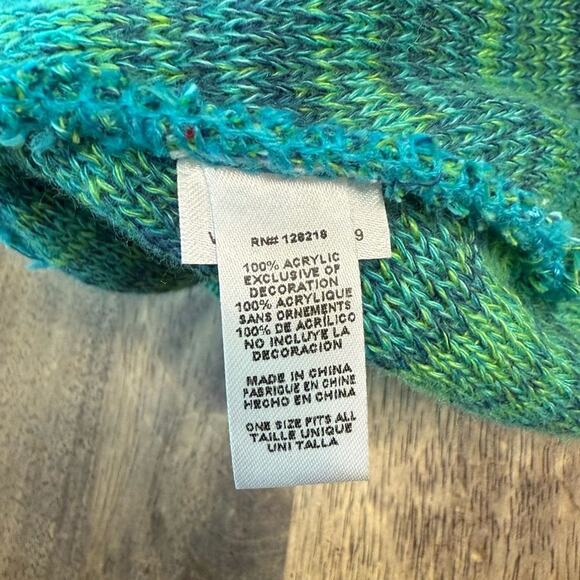 RN# 128218
9
100% ACRYLIC
EXCLUSIVE OF
DECORATION
100% ACRYLIQUE
SANS ORNEMENTS
100% DE ACRÍLICO
NO INCLUYE LA
DECORACION
MADE IN CHINA
FABRIQUE EN CHINE
HECHO EN CHINA
ONE SIZE FITS ALL
TAILLE UNIQUE
UNI TALLA